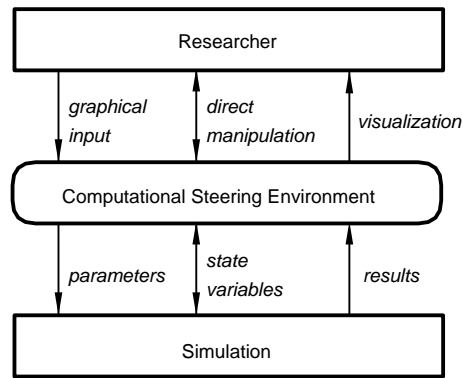 Researcher
graphical
input
direct
manipulation
visualization
Computational Steering Environment
parameters
state
variables
results
Simulation